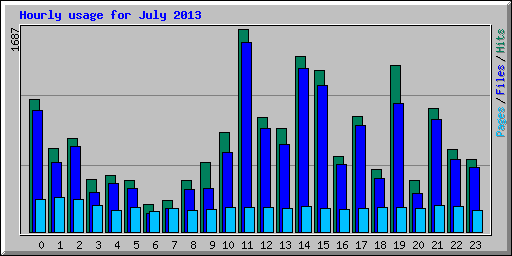 Hourly usage for July 2013
1687
Pages / Files / Hits
0 1 2 3 4 5 6 7 8 9 10 11 12 13 14 15 16 17 18 19 20 21 22 23